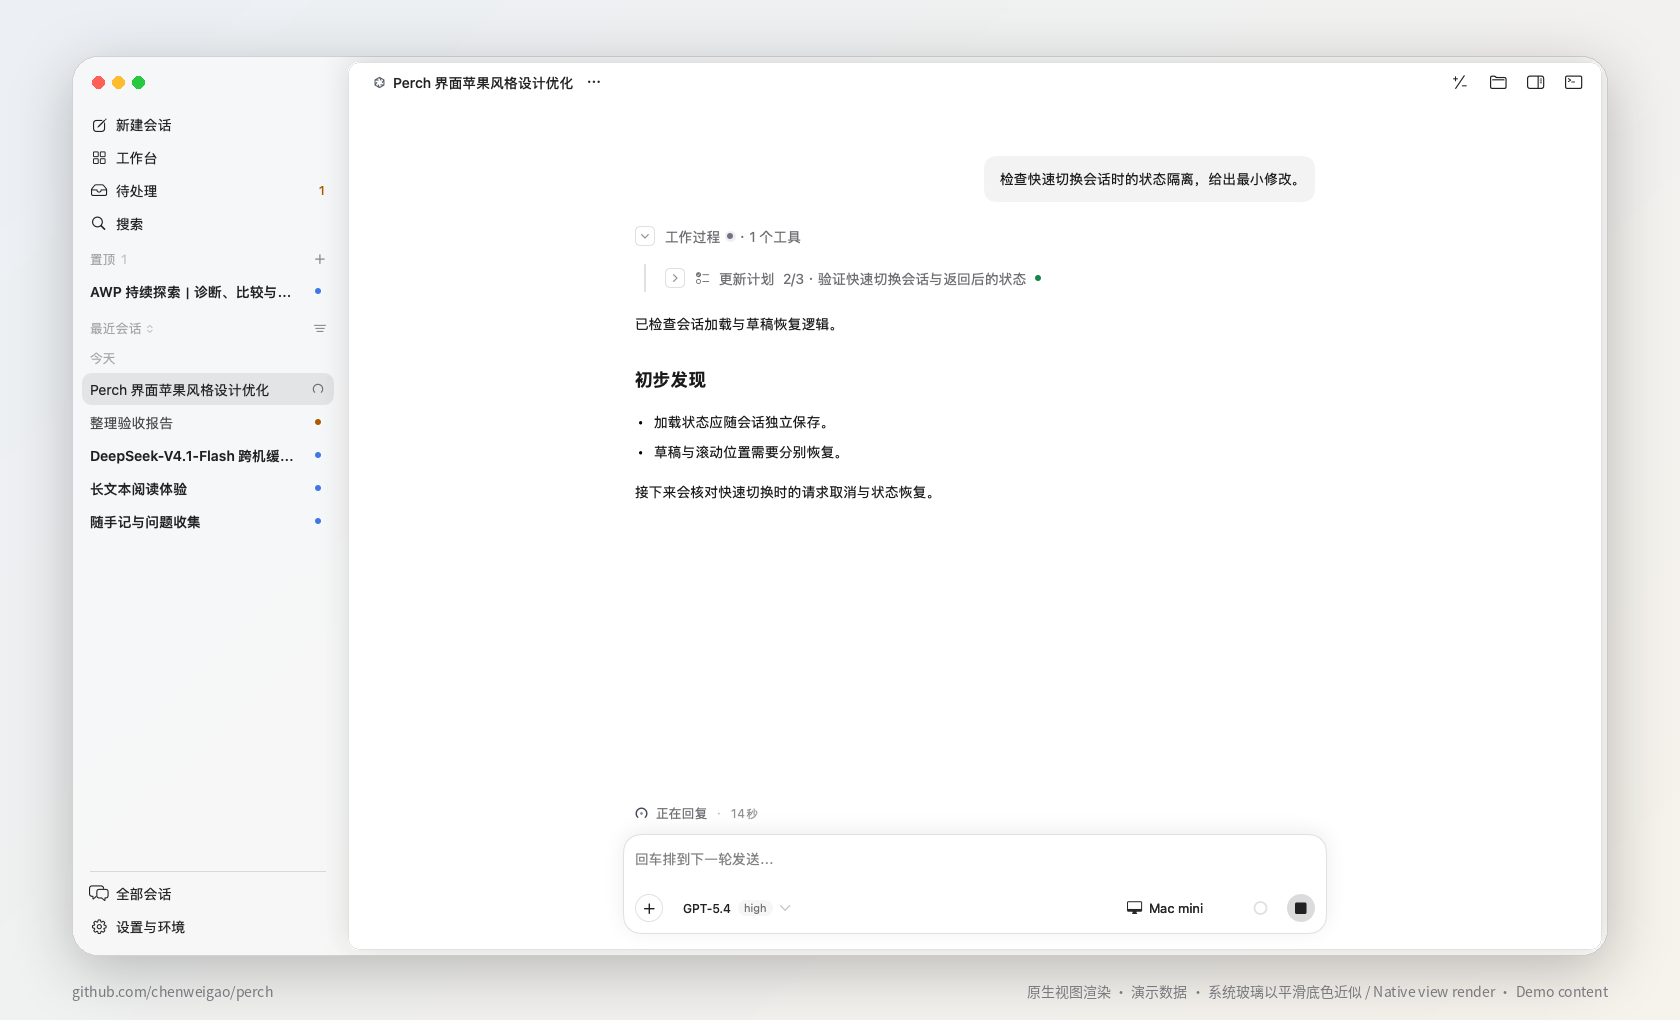 新建会话
工作台
待处理 1
搜索
置顶 1
AWP 持续探索 | 诊断、比较与...
最近会话
今天
Perch 界面苹果风格设计优化
整理验收报告
DeepSeek-V4.1-Flash 跨机缓...
长文本阅读体验
随手记与问题收集
全部会话
设置与环境
Perch 界面苹果风格设计优化 ···
检查快速切换会话时的状态隔离，给出最小修改。
工作过程 · 1 个工具
更新计划 2/3 · 验证快速切换会话与返回后的状态
已检查会话加载与草稿恢复逻辑。
初步发现
• 加载状态应随会话独立保存。
• 草稿与滚动位置需要分别恢复。
接下来会核对快速切换时的请求取消与状态恢复。
正在回复 · 14秒
回车排到下一轮发送...
GPT-5.4 high
Mac mini
github.com/chenweigao/perch
原生视图渲染 • 演示数据 • 系统玻璃以平滑底色近似 / Native view render • Demo content